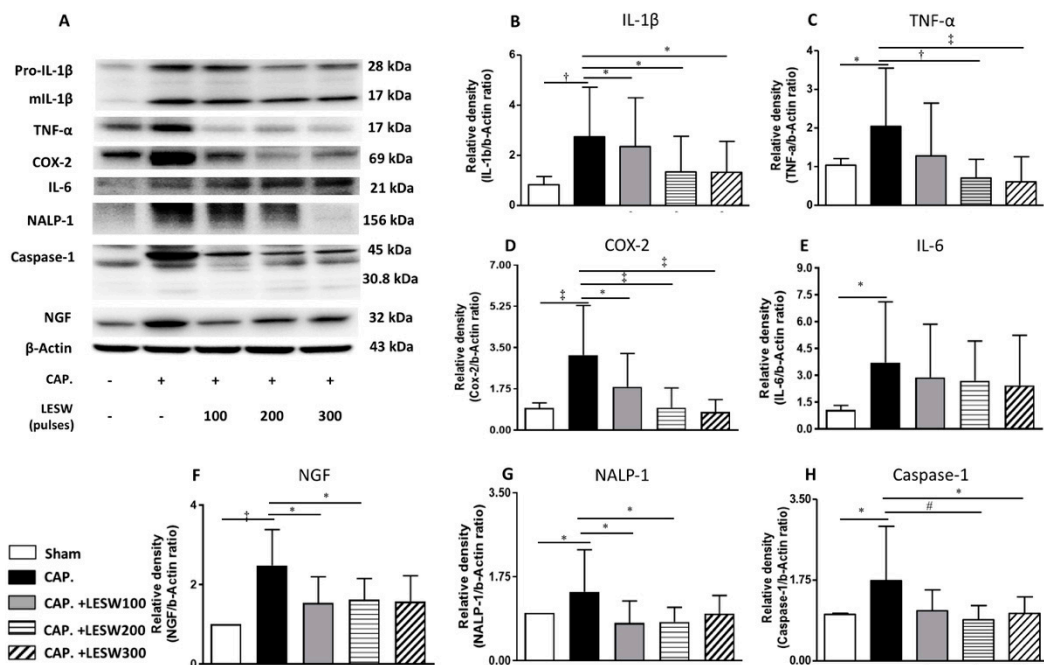 A
Pro-IL-1β 28 kDa
mIL-1β 17 kDa
TNF-α 17 kDa
COX-2 69 kDa
IL-6 21 kDa
NALP-1 156 kDa
Caspase-1 45 kDa
30.8 kDa
NGF 32 kDa
β-Actin 43 kDa
CAP. - + + + +
LESW - - 100 200 300
(pulses)
B IL-1β
Relative density
(IL-1b/b-Actin ratio)
6
4
2
0
† * * *
C TNF-α
Relative density
(TNF-a/b-Actin ratio)
4
3
2
1
0
* † ‡
D COX-2
Relative density
(Cox-2/b-Actin ratio)
7.00
5.25
1.75
0.00
‡ * ‡ ‡
E IL-6
Relative density
(IL-6/b-Actin ratio)
9.0
7.5
6.0
4.5
3.0
1.5
0.0
*
F NGF
Relative density
(NGF/b-Actin ratio)
4
2
0
* *
G NALP-1
Relative density
(NALP-1/b-Actin ratio)
3.50
1.75
0.00
* * *
H Caspase-1
Relative density
(Caspase-1/b-Actin ratio)
3.50
1.75
0.00
* # *
Sham
CAP.
CAP. +LESW100
CAP. +LESW200
CAP. +LESW300